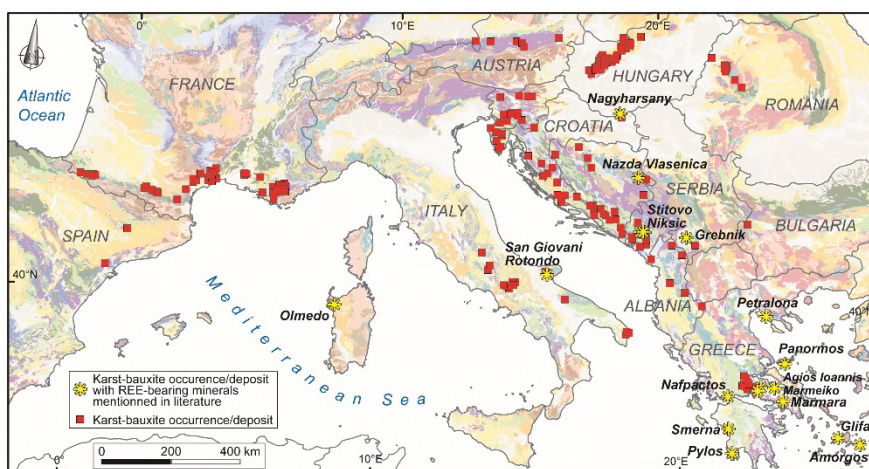 0°
10°E
20°E
FRANCE
AUSTRIA
HUNGARY
ROMANIA
Atlantic
Ocean
Nagyharsany
CROATIA
Nazda Vlasenica
SERBIA
Stitovo
Niksic
BULGARIA
SPAIN
ITALY
Grebnik
San Giovani
Rotondo
40°N
ALBANIA
Olmedo
Petralona
40°N
Mediterranean Sea
GREECE
Panormos
Agios Ioannis
Nafpactos
Marmeiko
Marmara
Smerna
Glifa
Pylos
Amorgos
Karst-bauxite occurence/deposit
with REE-bearing minerals
mentionned in literature
Karst-bauxite occurrence/deposit
0 200 400 km
0°
10°E
20°E